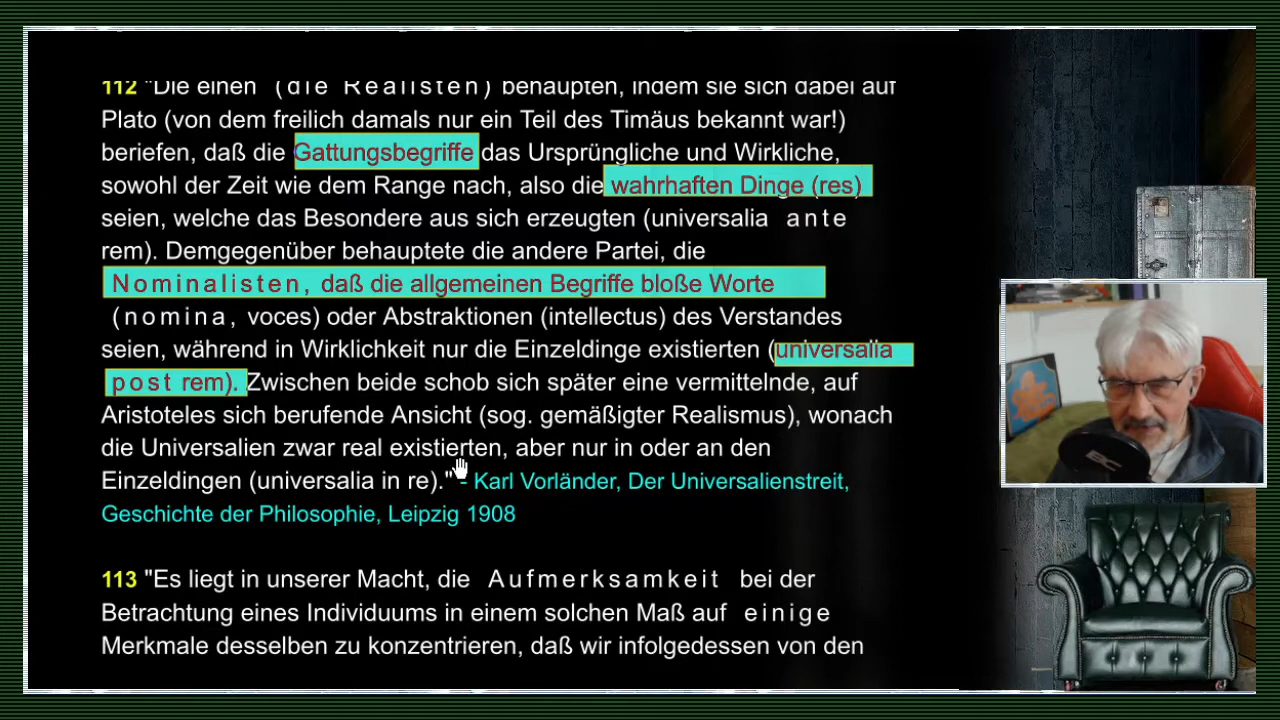 112 "Die einen (die Realisten) behaupten, indem sie sich dabei auf
Plato (von dem freilich damals nur ein Teil des Timäus bekannt war!)
beriefen, daß die Gattungsbegriffe das Ursprüngliche und Wirkliche,
sowohl der Zeit wie dem Range nach, also die wahrhaften Dinge (res)
seien, welche das Besondere aus sich erzeugten (universalia ante
rem). Demgegenüber behauptete die andere Partei, die
Nominalisten, daß die allgemeinen Begriffe bloße Worte
(nomina, voces) oder Abstraktionen (intellectus) des Verstandes
seien, während in Wirklichkeit nur die Einzeldinge existierten (universalia
post rem). Zwischen beide schob sich später eine vermittelnde, auf
Aristoteles sich berufende Ansicht (sog. gemäßigter Realismus), wonach
die Universalien zwar real existierten, aber nur in oder an den
Einzeldingen (universalia in re)." - Karl Vorländer, Der Universalienstreit,
Geschichte der Philosophie, Leipzig 1908
113 "Es liegt in unserer Macht, die Aufmerksamkeit bei der
Betrachtung eines Individuums in einem solchen Maß auf einige
Merkmale desselben zu konzentrieren, daß wir infolgedessen von den